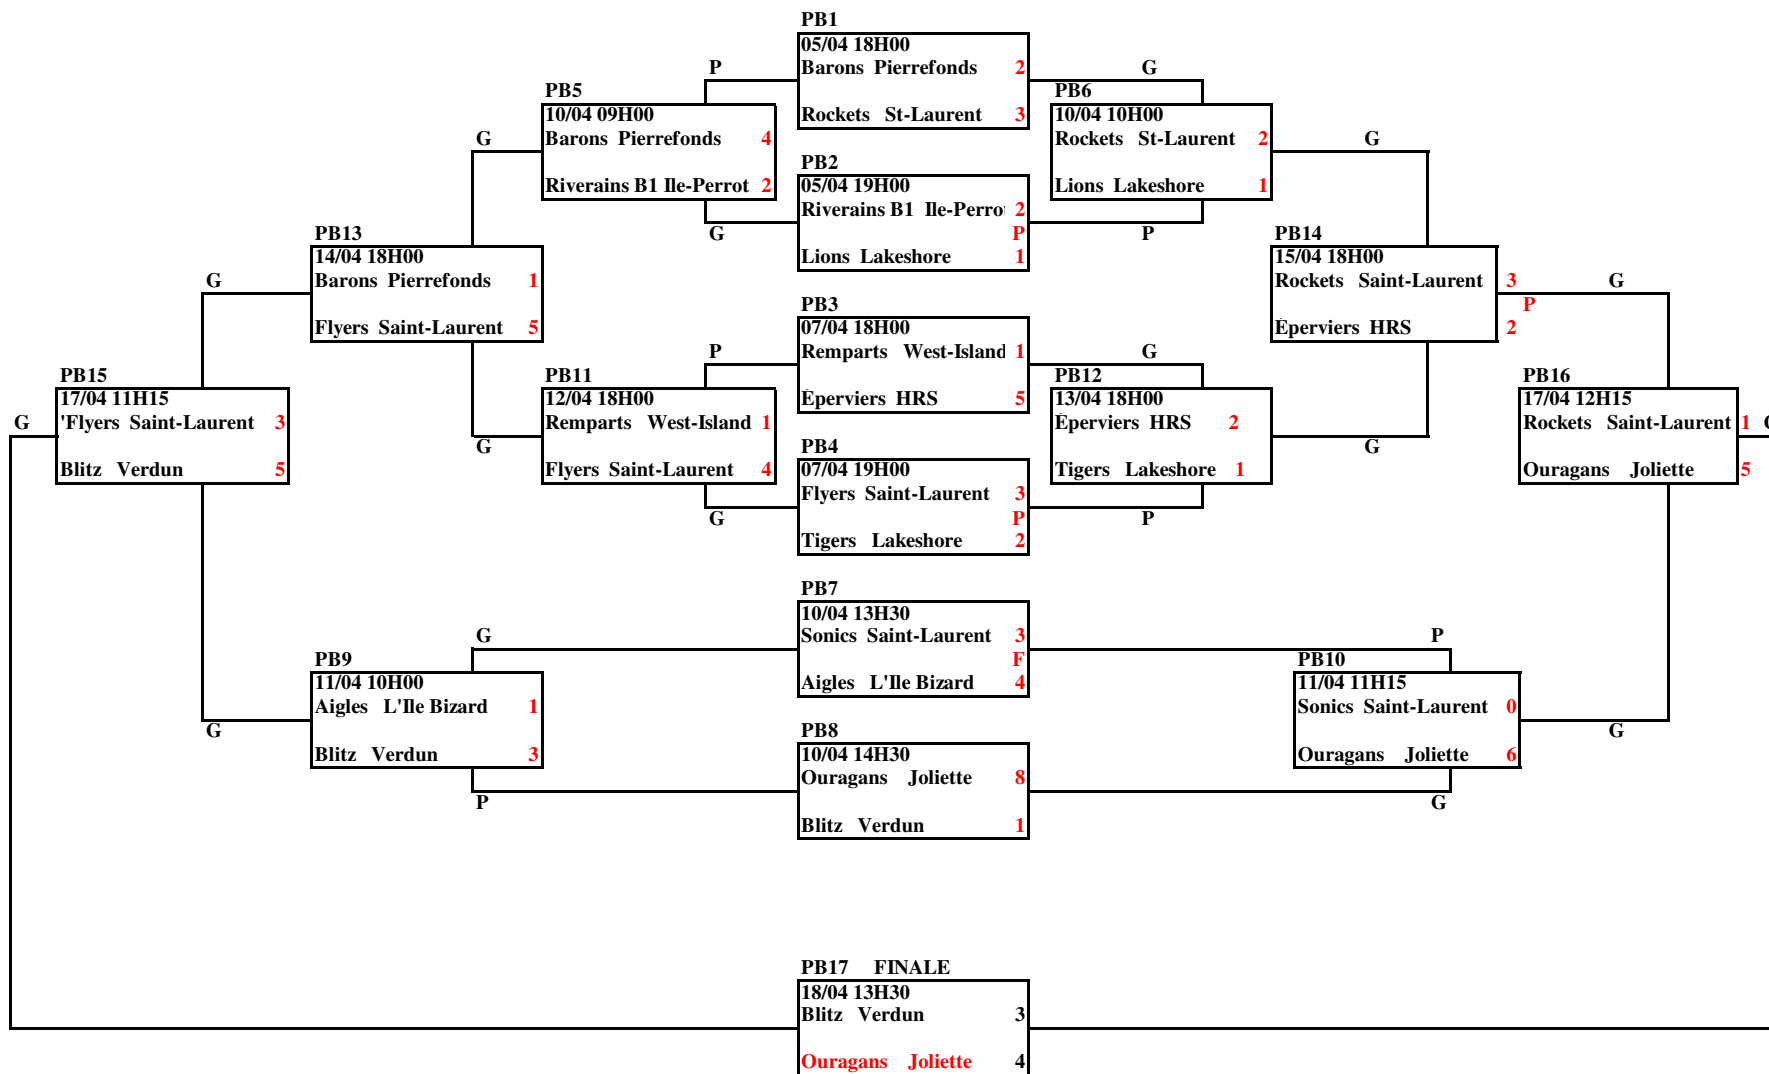 PB1
05/04 18H00
Barons Pierrefonds 2
Rockets St-Laurent 3
P
G
PB5
10/04 09H00
Barons Pierrefonds 4
Riverains B1 Ile-Perrot 2
G
G
PB6
10/04 10H00
Rockets St-Laurent 2
Lions Lakeshore 1
G
P
PB2
05/04 19H00
Riverains B1 Ile-Perrot 2
P
Lions Lakeshore 1
PB13
14/04 18H00
Barons Pierrefonds 1
Flyers Saint-Laurent 5
G
G
PB14
15/04 18H00
Rockets Saint-Laurent 3
P
Éperviers HRS 2
G
G
PB3
07/04 18H00
Remparts West-Island 1
Éperviers HRS 5
P
G
PB11
12/04 18H00
Remparts West-Island 1
Flyers Saint-Laurent 4
G
PB12
13/04 18H00
Éperviers HRS 2
Tigers Lakeshore 1
P
PB15
17/04 11H15
'Flyers Saint-Laurent 3
Blitz Verdun 5
G
PB16
17/04 12H15
Rockets Saint-Laurent 1
Ouragans Joliette 5
PB4
07/04 19H00
Flyers Saint-Laurent 3
P
Tigers Lakeshore 2
PB7
10/04 13H30
Sonics Saint-Laurent 3
F
Aigles L'Ile Bizard 4
G
P
PB9
11/04 10H00
Aigles L'Ile Bizard 1
Blitz Verdun 3
G
P
PB10
11/04 11H15
Sonics Saint-Laurent 0
Ouragans Joliette 6
G
G
PB8
10/04 14H30
Ouragans Joliette 8
Blitz Verdun 1
PB17 FINALE
18/04 13H30
Blitz Verdun 3
Ouragans Joliette 4